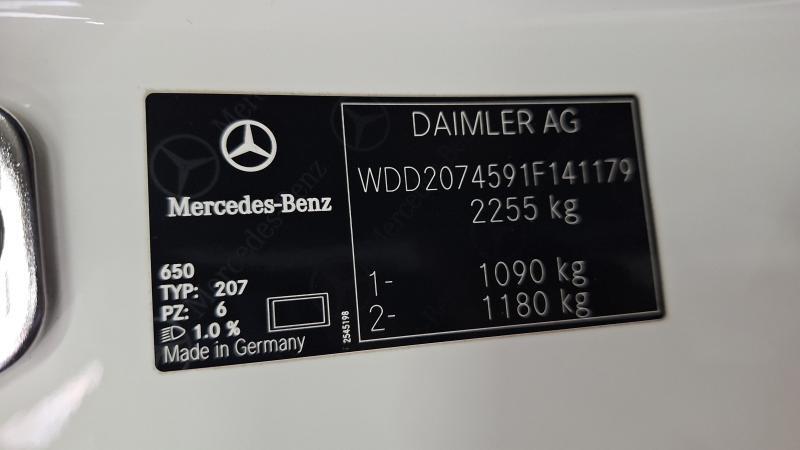 Mercedes-Benz
650
TYP: 207
PZ: 6
1.0 %
Made in Germany
2545198
DAIMLER AG
WDD2074591F141179
2255 kg
1- 1090 kg
2- 1180 kg